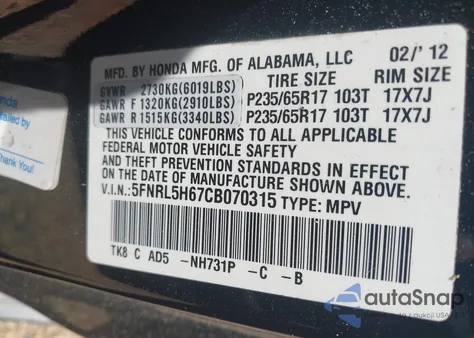 MFD. BY HONDA MFG. OF ALABAMA, LLC 02/'12
TIRE SIZE RIM SIZE
GVWR 2730KG(6019LBS)
GAWR F 1320KG(2910LBS) P235/65R17 103T 17X7J
GAWR R 1515KG(3340LBS) P235/65R17 103T 17X7J
THIS VEHICLE CONFORMS TO ALL APPLICABLE
FEDERAL MOTOR VEHICLE SAFETY
AND THEFT PREVENTION STANDARDS IN EFFECT
ON THE DATE OF MANUFACTURE SHOWN ABOVE.
V.I.N.:5FNRL5H67CB070315 TYPE: MPV
TK8 C AD5 -NH731P -C -B
Thank You!
autoSnap